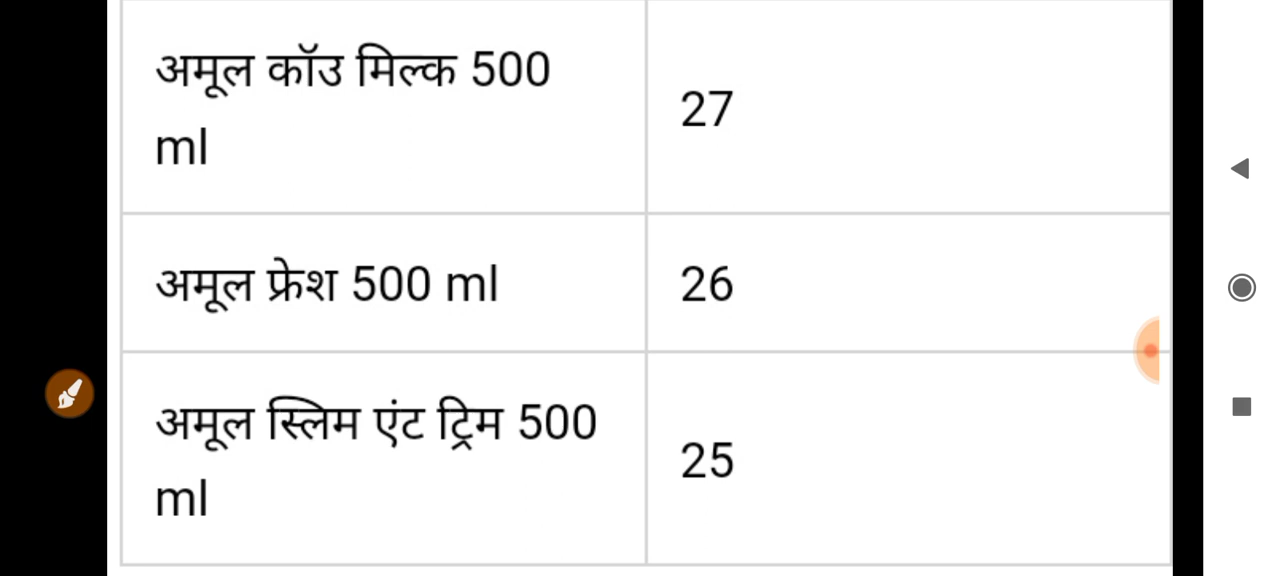 अमूल कॉउ मिल्क 500
ml
27
अमूल फ्रेश 500 ml
26
अमूल स्लिम एंट ट्रिम 500
ml
25